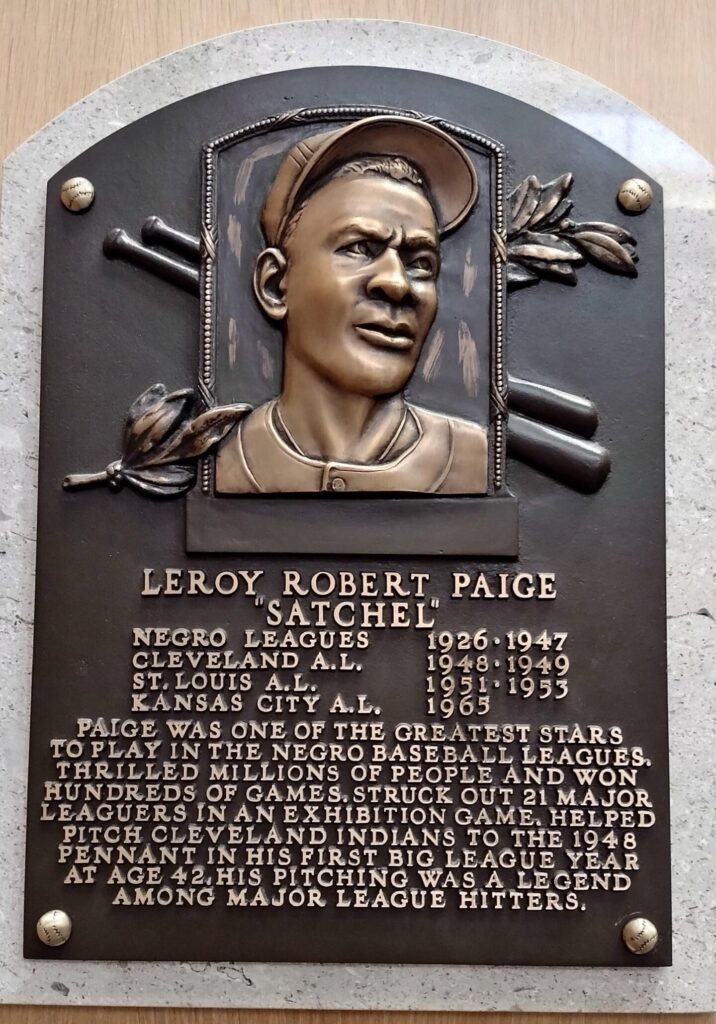 LEROY ROBERT PAIGE
"SATCHEL"
NEGRO LEAGUES 1926·1947
CLEVELAND A.L. 1948·1949
ST. LOUIS A.L. 1951·1953
KANSAS CITY A.L. 1965
PAIGE WAS ONE OF THE GREATEST STARS
TO PLAY IN THE NEGRO BASEBALL LEAGUES.
THRILLED MILLIONS OF PEOPLE AND WON
HUNDREDS OF GAMES. STRUCK OUT 21 MAJOR
LEAGUERS IN AN EXHIBITION GAME. HELPED
PITCH CLEVELAND INDIANS TO THE 1948
PENNANT IN HIS FIRST BIG LEAGUE YEAR
AT AGE 42. HIS PITCHING WAS A LEGEND
AMONG MAJOR LEAGUE HITTERS.